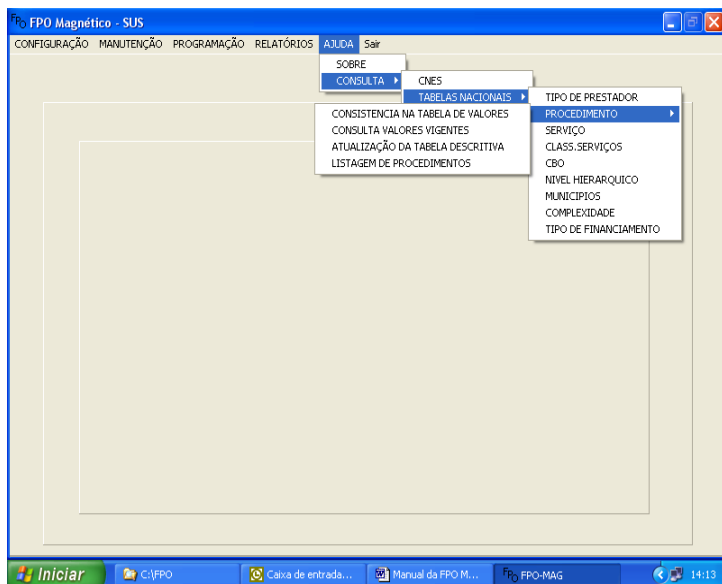 FPO FPO Magnético - SUS
CONFIGURAÇÃO MANUTENÇÃO PROGRAMAÇÃO RELATÓRIOS AJUDA Sair
SOBRE
CONSULTA
CNES
TABELAS NACIONAIS
TIPO DE PRESTADOR
PROCEDIMENTO
SERVIÇO
CLASS.SERVIÇOS
CBO
NIVEL HIERARQUICO
MUNICIPIOS
COMPLEXIDADE
TIPO DE FINANCIAMENTO
CONSISTENCIA NA TABELA DE VALORES
CONSULTA VALORES VIGENTES
ATUALIZAÇÃO DA TABELA DESCRITIVA
LISTAGEM DE PROCEDIMENTOS
Iniciar C:\FPO Caixa de entrada... Manual da FPO M... FPO FPO-MAG 14:13